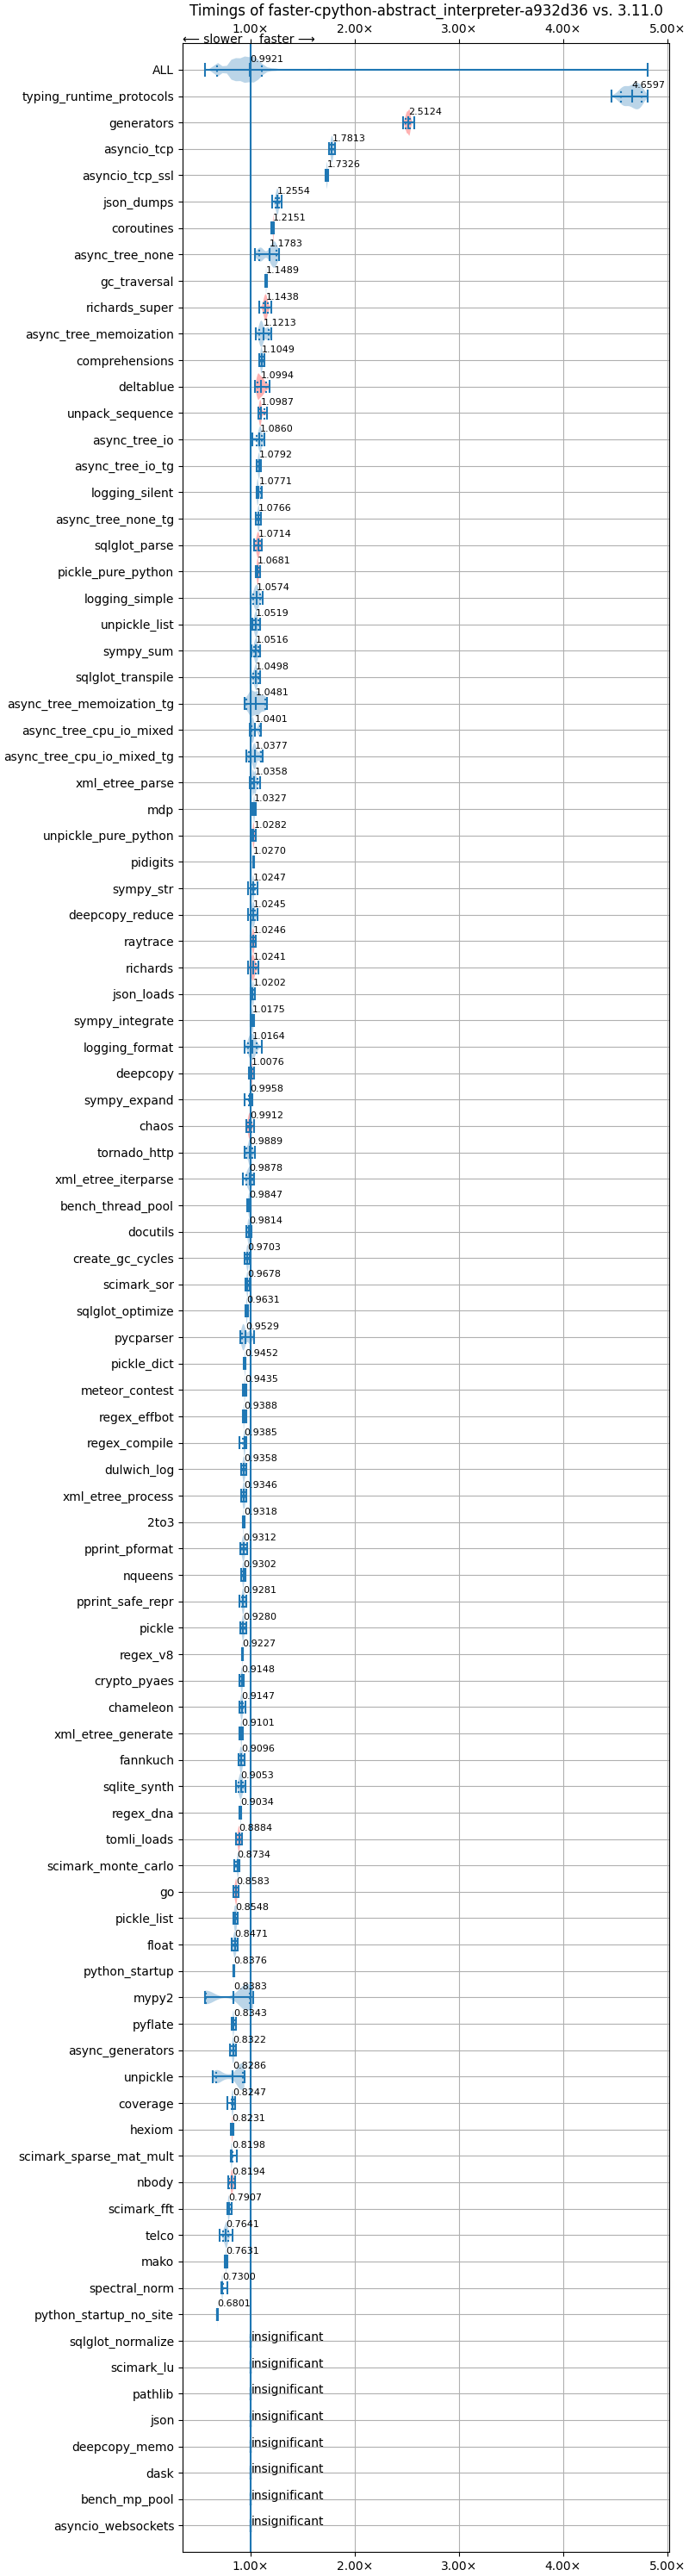 Timings of faster-cpython-abstract_interpreter-a932d36 vs. 3.11.0
⟵ slower faster ⟶
1.00× 2.00× 3.00× 4.00× 5.00×
ALL 0.9921
typing_runtime_protocols 4.6597
generators 2.5124
asyncio_tcp 1.7813
asyncio_tcp_ssl 1.7326
json_dumps 1.2554
coroutines 1.2151
async_tree_none 1.1783
gc_traversal 1.1489
richards_super 1.1438
async_tree_memoization 1.1213
comprehensions 1.1049
deltablue 1.0994
unpack_sequence 1.0987
async_tree_io 1.0860
async_tree_io_tg 1.0792
logging_silent 1.0771
async_tree_none_tg 1.0766
sqlglot_parse 1.0714
pickle_pure_python 1.0681
logging_simple 1.0574
unpickle_list 1.0519
sympy_sum 1.0516
sqlglot_transpile 1.0498
async_tree_memoization_tg 1.0481
async_tree_cpu_io_mixed 1.0401
async_tree_cpu_io_mixed_tg 1.0377
xml_etree_parse 1.0358
mdp 1.0327
unpickle_pure_python 1.0282
pidigits 1.0270
sympy_str 1.0247
deepcopy_reduce 1.0245
raytrace 1.0246
richards 1.0241
json_loads 1.0202
sympy_integrate 1.0175
logging_format 1.0164
deepcopy 1.0076
sympy_expand 0.9958
chaos 0.9912
tornado_http 0.9889
xml_etree_iterparse 0.9878
bench_thread_pool 0.9847
docutils 0.9814
create_gc_cycles 0.9703
scimark_sor 0.9678
sqlglot_optimize 0.9631
pycparser 0.9529
pickle_dict 0.9452
meteor_contest 0.9435
regex_effbot 0.9388
regex_compile 0.9385
dulwich_log 0.9358
xml_etree_process 0.9346
2to3 0.9318
pprint_pformat 0.9312
nqueens 0.9302
pprint_safe_repr 0.9281
pickle 0.9280
regex_v8 0.9227
crypto_pyaes 0.9148
chameleon 0.9147
xml_etree_generate 0.9101
fannkuch 0.9096
sqlite_synth 0.9053
regex_dna 0.9034
tomli_loads 0.8884
scimark_monte_carlo 0.8734
go 0.8583
pickle_list 0.8548
float 0.8471
python_startup 0.8376
mypy2 0.8383
pyflate 0.8343
async_generators 0.8322
unpickle 0.8286
coverage 0.8247
hexiom 0.8231
scimark_sparse_mat_mult 0.8198
nbody 0.8194
scimark_fft 0.7907
telco 0.7641
mako 0.7631
spectral_norm 0.7300
python_startup_no_site 0.6801
sqlglot_normalize insignificant
scimark_lu insignificant
pathlib insignificant
json insignificant
deepcopy_memo insignificant
dask insignificant
bench_mp_pool insignificant
asyncio_websockets insignificant
1.00× 2.00× 3.00× 4.00× 5.00×